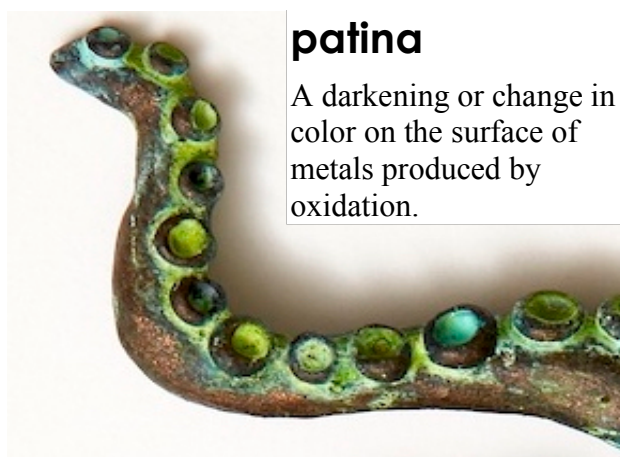 patina
A darkening or change in
color on the surface of
metals produced by
oxidation.